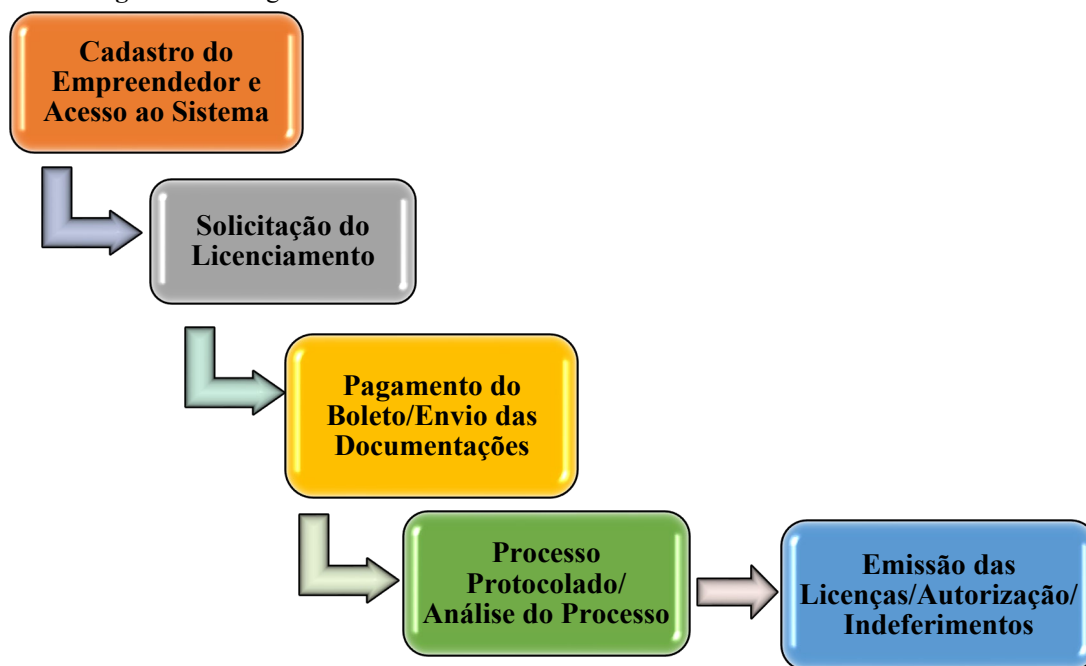 Cadastro do
Empreendedor e
Acesso ao Sistema
Solicitação do
Licenciamento
Pagamento do
Boleto/Envio das
Documentações
Processo
Protocolado/
Análise do Processo
Emissão das
Licenças/Autorização/
Indeferimentos